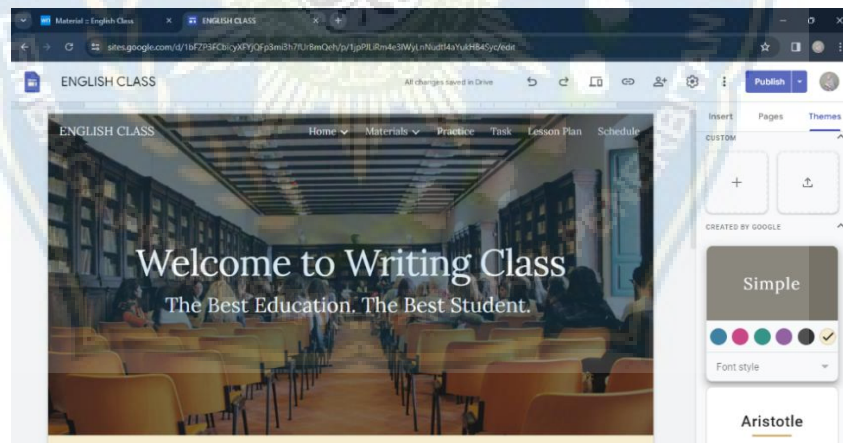 Material :: English Class
ENGLISH CLASS
sites.google.com/d/1bFZP3FCbicyXFYjQFp3mi3h7IUr8mQeh/p/1jpPJLiRm4e3IWyLnNudtl4aYukHB4Syc/edit
ENGLISH CLASS
All changes saved in Drive
Publish
Insert Pages Themes
ENGLISH CLASS
Home Materials Practice Task Lesson Plan Schedule
CUSTOM
CREATED BY GOOGLE
Welcome to Writing Class
The Best Education. The Best Student.
Simple
Font style
Aristotle